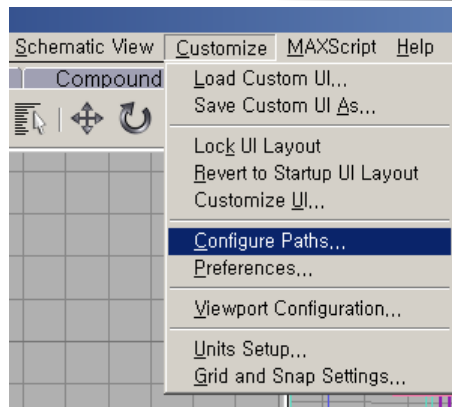 Schematic View Customize MAXScript Help
Compound
Load Custom UI...
Save Custom UI As...
Lock UI Layout
Revert to Startup UI Layout
Customize UI...
Configure Paths...
Preferences...
Viewport Configuration...
Units Setup...
Grid and Snap Settings...